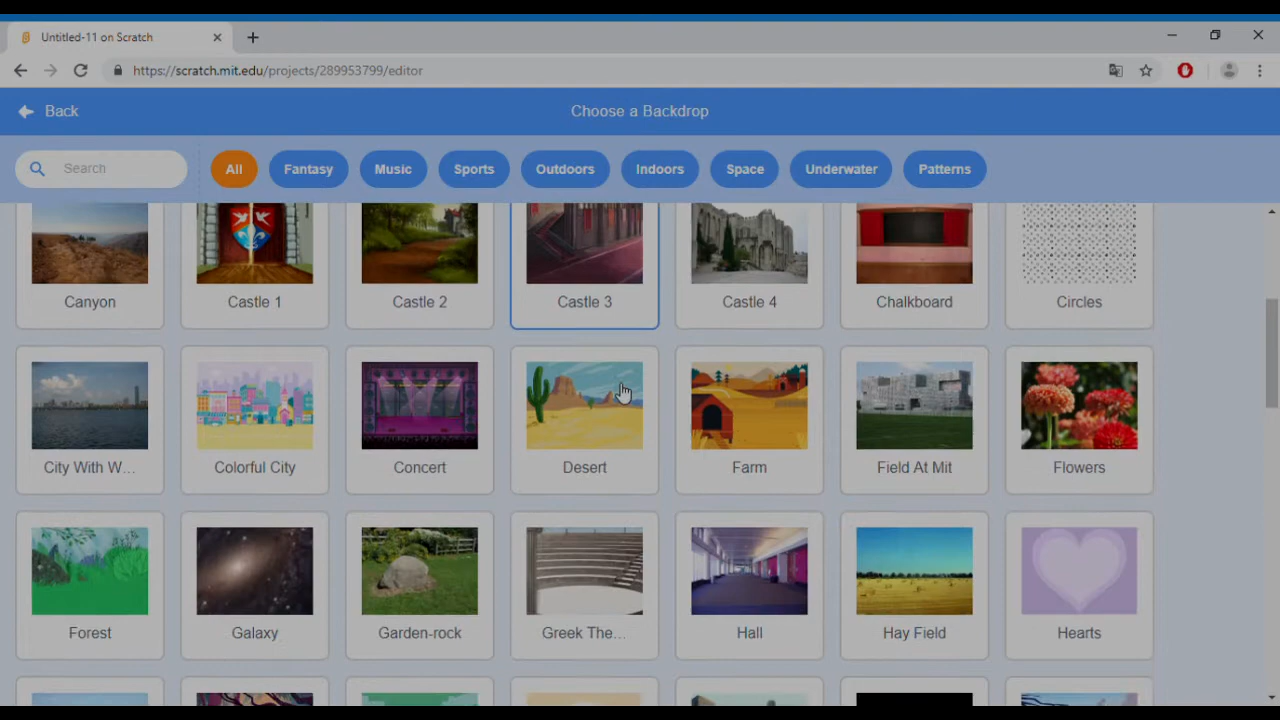 Untitled-11 on Scratch
https://scratch.mit.edu/projects/289953799/editor
Back
Choose a Backdrop
Search
All
Fantasy
Music
Sports
Outdoors
Indoors
Space
Underwater
Patterns
Canyon
Castle 1
Castle 2
Castle 3
Castle 4
Chalkboard
Circles
City With W...
Colorful City
Concert
Desert
Farm
Field At Mit
Flowers
Forest
Galaxy
Garden-rock
Greek The...
Hall
Hay Field
Hearts